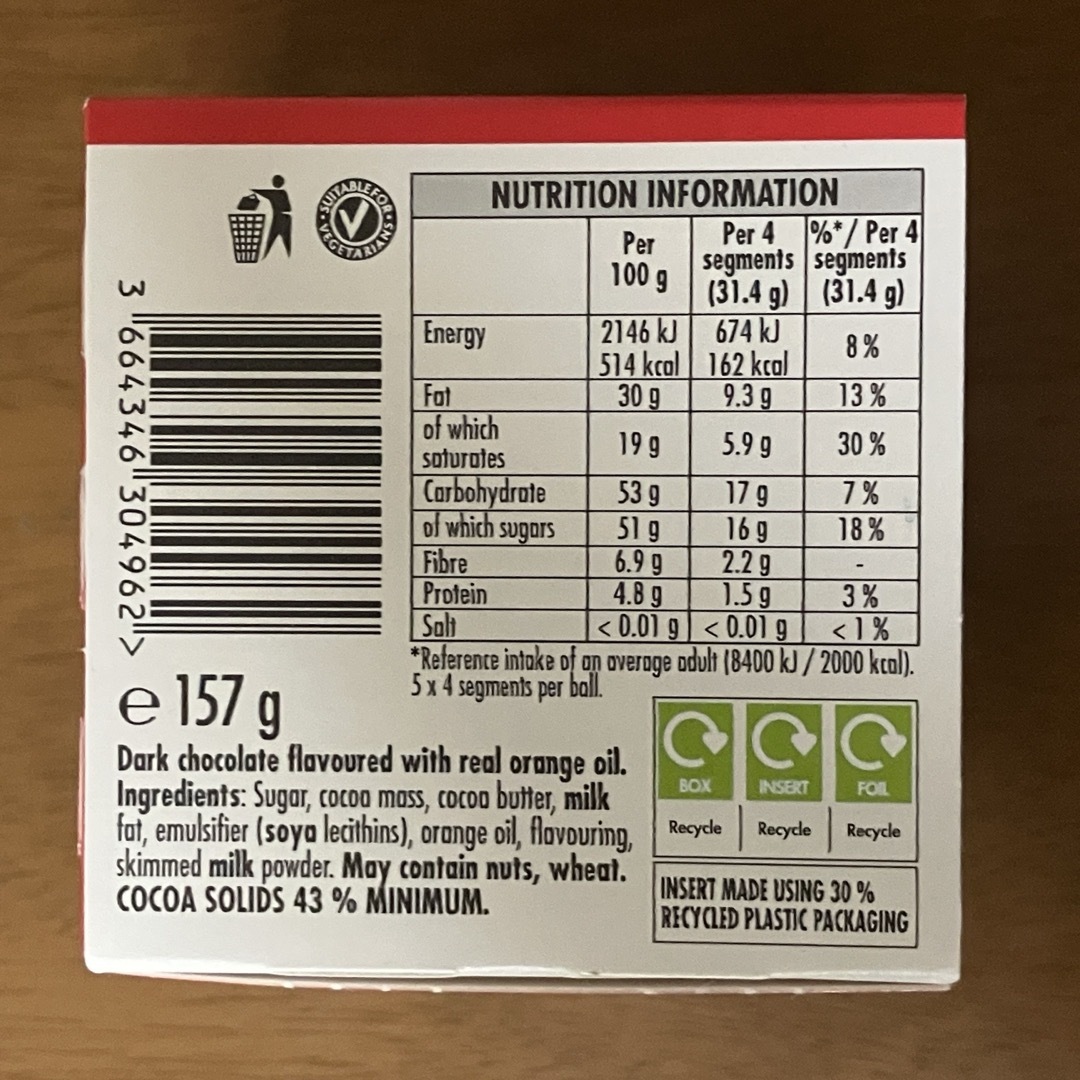 SUITABLE FOR VEGETARIANS
3 664346 304962 >
NUTRITION INFORMATION
Per 100 g
Per 4 segments (31.4 g)
%*/ Per 4 segments (31.4 g)
Energy 2146 kJ 674 kJ 8 %
514 kcal 162 kcal
Fat 30 g 9.3 g 13 %
of which saturates 19 g 5.9 g 30 %
Carbohydrate 53 g 17 g 7 %
of which sugars 51 g 16 g 18 %
Fibre 6.9 g 2.2 g -
Protein 4.8 g 1.5 g 3 %
Salt < 0.01 g < 0.01 g < 1 %
*Reference intake of an average adult (8400 kJ / 2000 kcal).
5 x 4 segments per ball.
e 157 g
Dark chocolate flavoured with real orange oil.
Ingredients: Sugar, cocoa mass, cocoa butter, milk
fat, emulsifier (soya lecithins), orange oil, flavouring,
skimmed milk powder. May contain nuts, wheat.
COCOA SOLIDS 43 % MINIMUM.
BOX INSERT FOIL
Recycle Recycle Recycle
INSERT MADE USING 30 %
RECYCLED PLASTIC PACKAGING